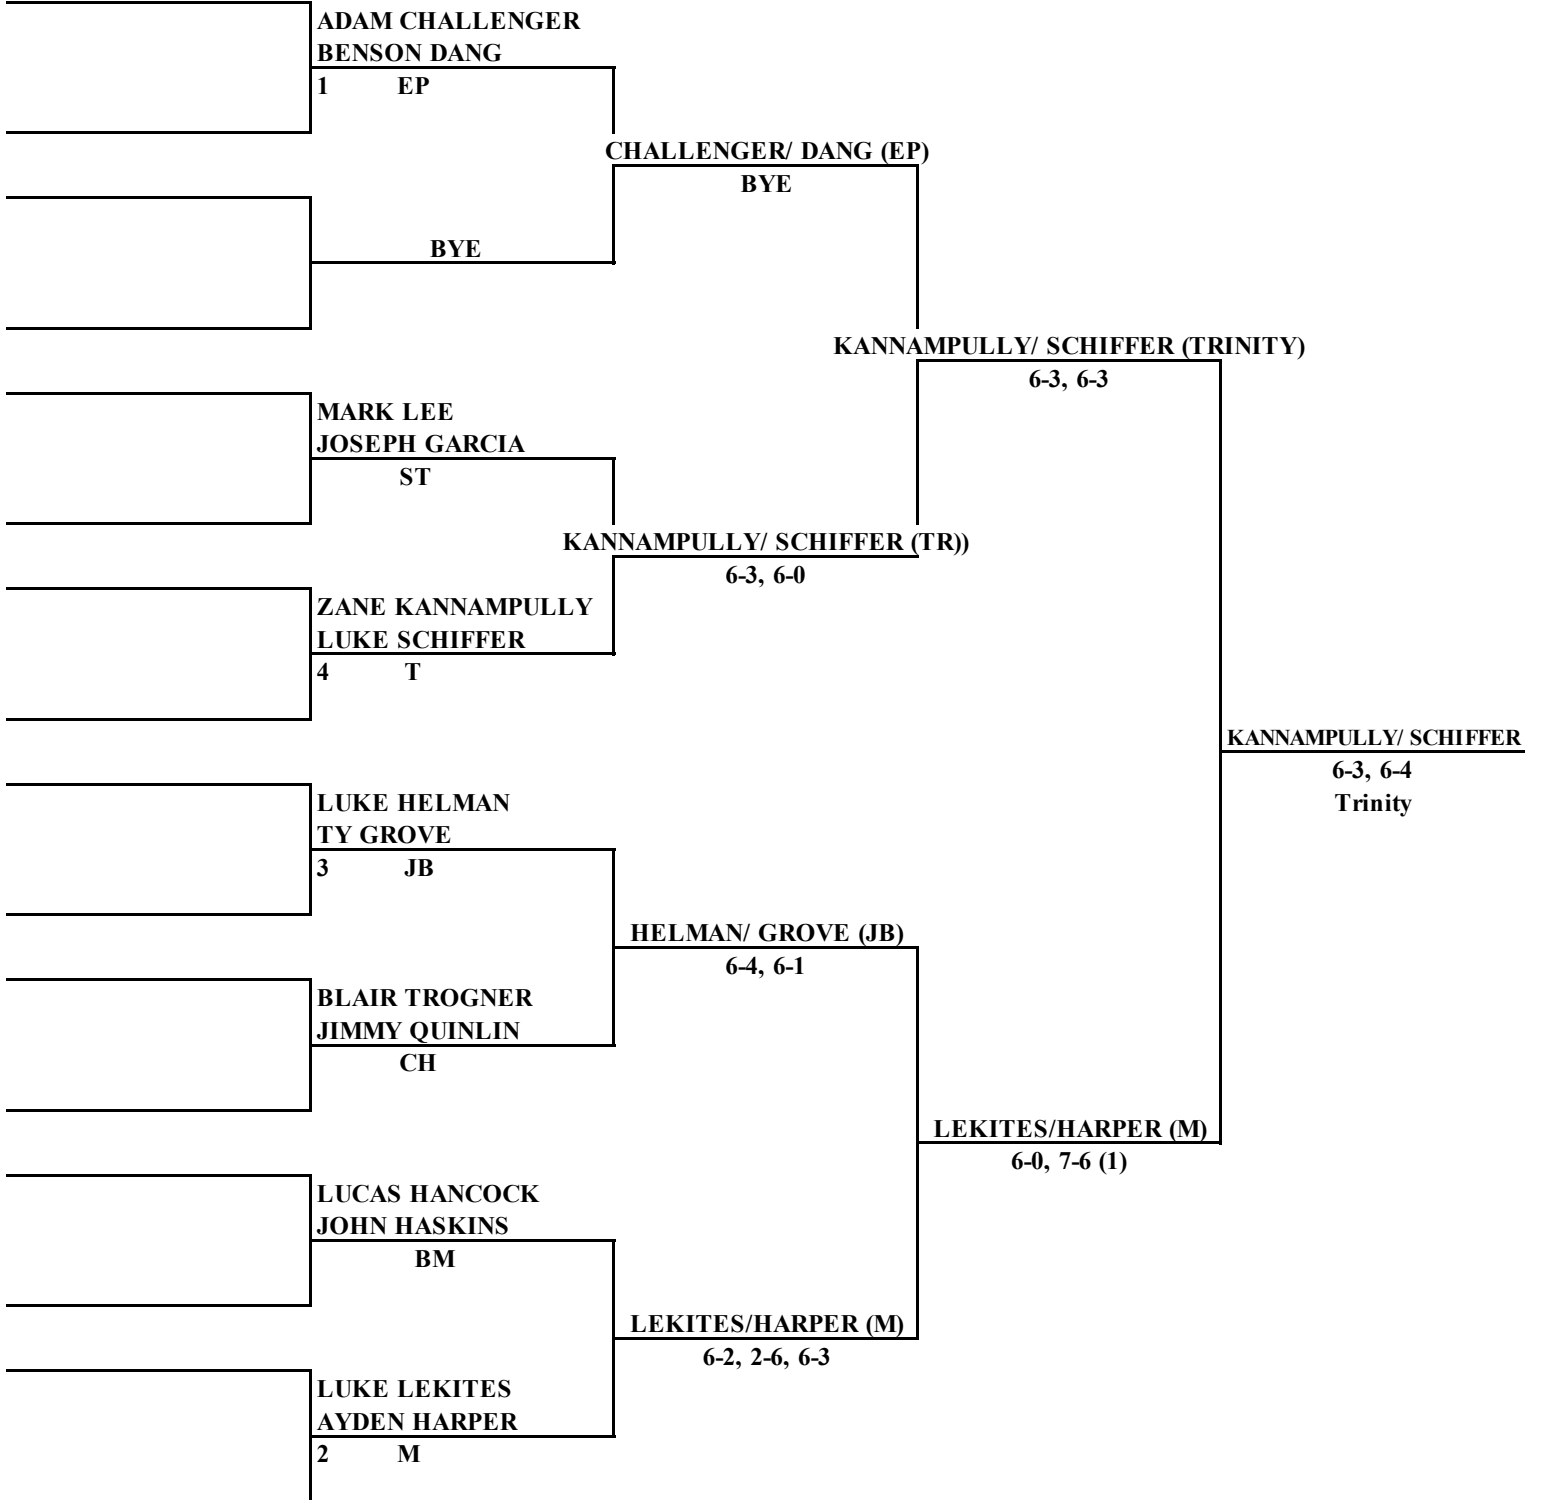 ADAM CHALLENGER
BENSON DANG
1 EP
CHALLENGER/ DANG (EP)
BYE
BYE
KANNAMPULLY/ SCHIFFER (TRINITY)
6-3, 6-3
MARK LEE
JOSEPH GARCIA
ST
KANNAMPULLY/ SCHIFFER (TR))
6-3, 6-0
ZANE KANNAMPULLY
LUKE SCHIFFER
4 T
KANNAMPULLY/ SCHIFFER
6-3, 6-4
Trinity
LUKE HELMAN
TY GROVE
3 JB
HELMAN/ GROVE (JB)
6-4, 6-1
BLAIR TROGNER
JIMMY QUINLIN
CH
LEKITES/HARPER (M)
6-0, 7-6 (1)
LUCAS HANCOCK
JOHN HASKINS
BM
LEKITES/HARPER (M)
6-2, 2-6, 6-3
LUKE LEKITES
AYDEN HARPER
2 M